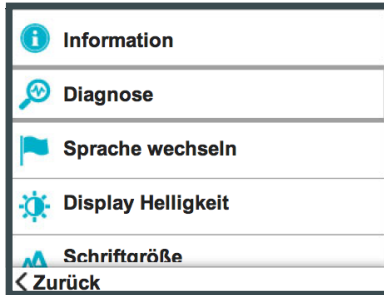 Information
Diagnose
Sprache wechseln
Display Helligkeit
Schriftgröße
Zurück